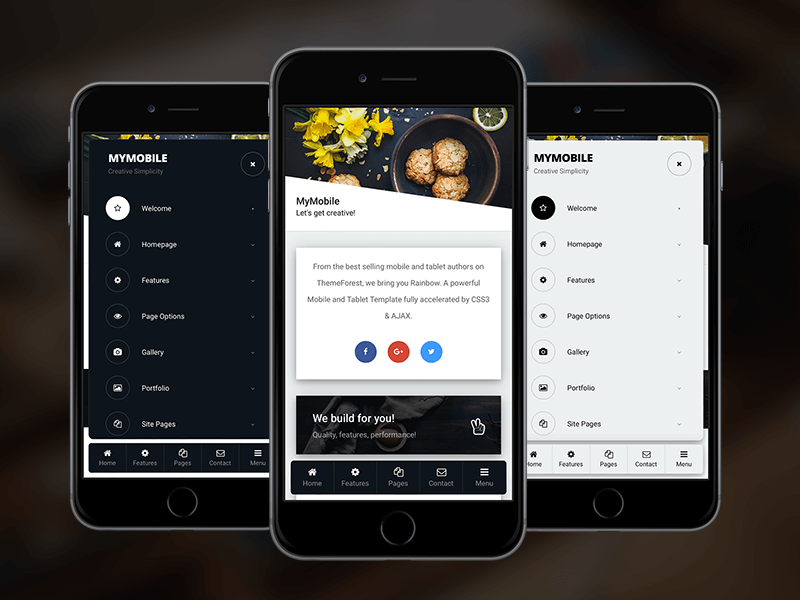 MYMOBILE
Creative Simplicity
Welcome
Homepage
Features
Page Options
Gallery
Portfolio
Site Pages
Home
Features
Pages
Contact
Menu
MyMobile
Let's get creative!
From the best selling mobile and tablet authors on
ThemeForest, we bring you Rainbow. A powerful
Mobile and Tablet Template fully accelerated by CSS3
& AJAX.
f
G+
We build for you!
Quality, features, performance!
Home
Features
Pages
Contact
Menu
MYMOBILE
Creative Simplicity
Welcome
Homepage
Features
Page Options
Gallery
Portfolio
Site Pages
Home
Features
Pages
Contact
Menu